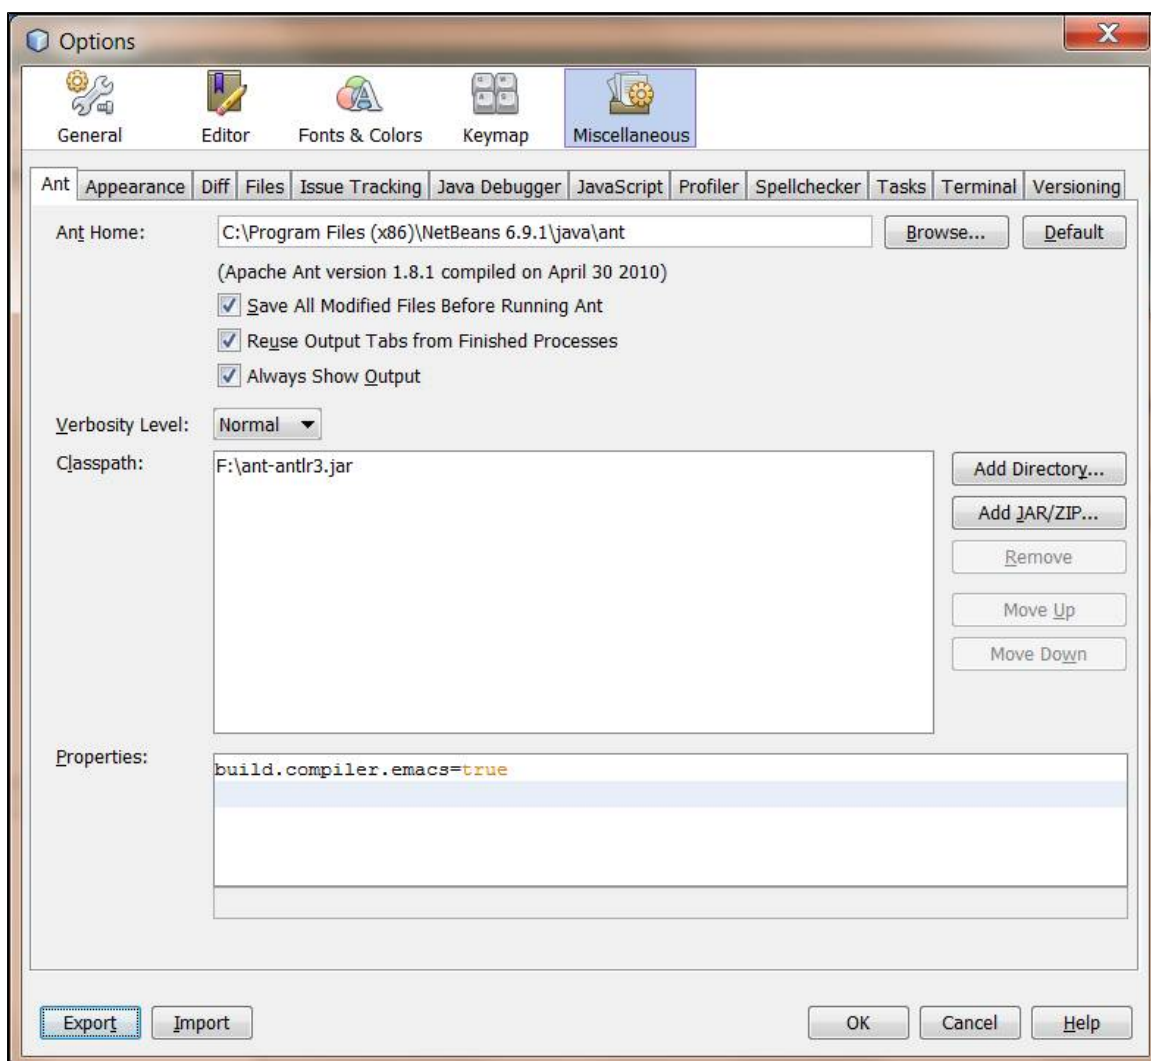 Options
General Editor Fonts & Colors Keymap Miscellaneous
Ant Appearance Diff Files Issue Tracking Java Debugger JavaScript Profiler Spellchecker Tasks Terminal Versioning
Ant Home: C:\Program Files (x86)\NetBeans 6.9.1\java\ant Browse... Default
(Apache Ant version 1.8.1 compiled on April 30 2010)
Save All Modified Files Before Running Ant
Reuse Output Tabs from Finished Processes
Always Show Output
Verbosity Level: Normal
Classpath: F:\ant-antlr3.jar Add Directory...
Add JAR/ZIP...
Remove
Move Up
Move Down
Properties: build.compiler.emacs=true
Export Import OK Cancel Help